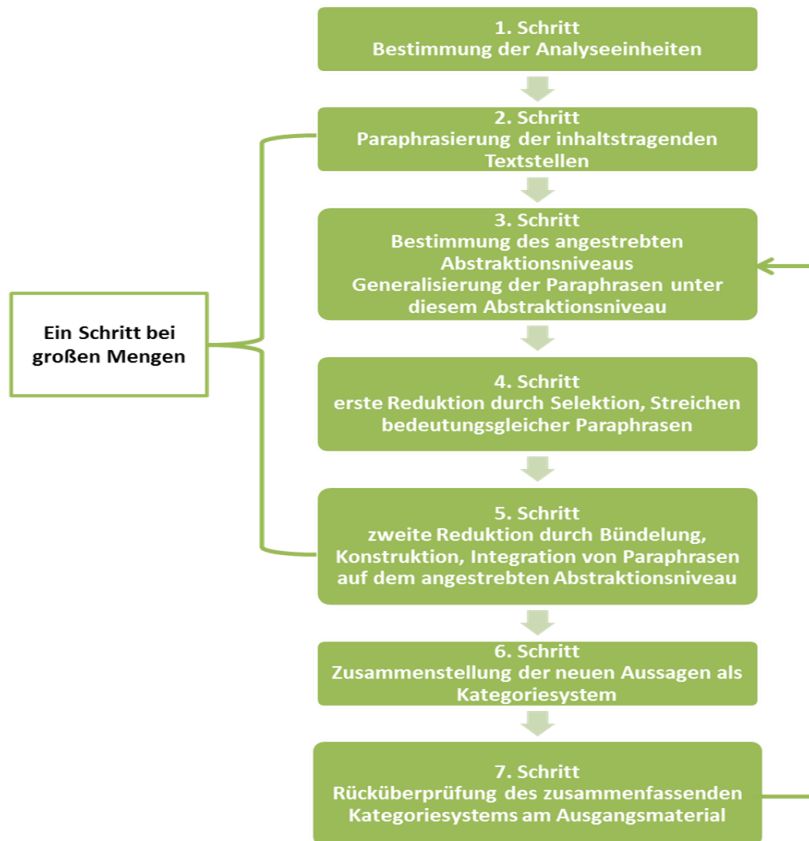 1. Schritt
Bestimmung der Analyseeinheiten
2. Schritt
Paraphrasierung der inhaltstragenden
Textstellen
3. Schritt
Bestimmung des angestrebten
Abstraktionsniveaus
Generalisierung der Paraphrasen unter
diesem Abstraktionsniveau
Ein Schritt bei
großen Mengen
4. Schritt
erste Reduktion durch Selektion, Streichen
bedeutungsgleicher Paraphrasen
5. Schritt
zweite Reduktion durch Bündelung,
Konstruktion, Integration von Paraphrasen
auf dem angestrebten Abstraktionsniveau
6. Schritt
Zusammenstellung der neuen Aussagen als
Kategoriesystem
7. Schritt
Rücküberprüfung des zusammenfassenden
Kategoriesystems am Ausgangsmaterial